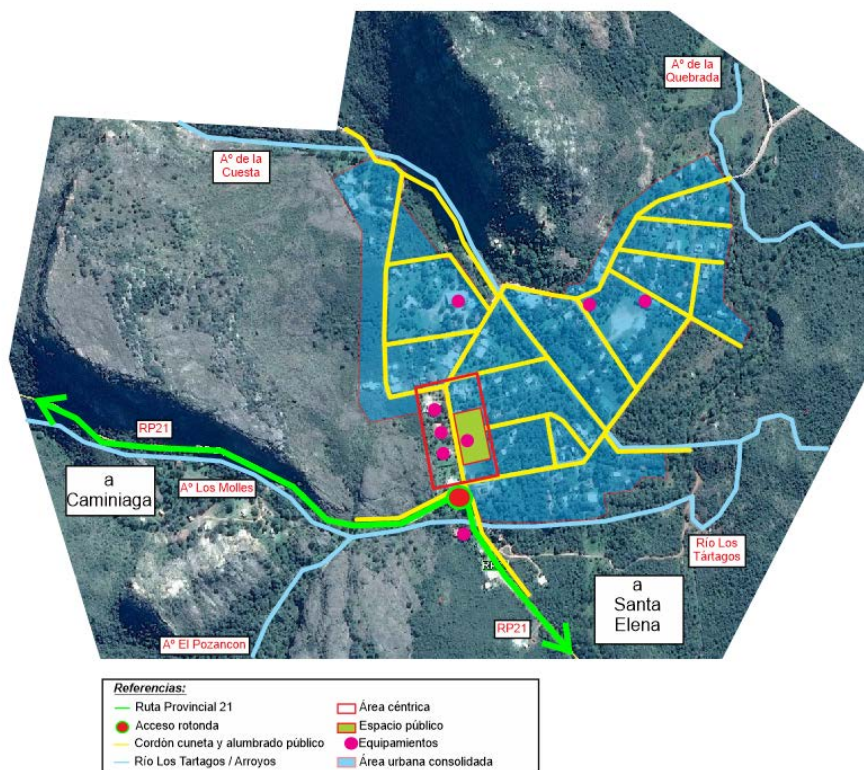 Aº de la
Quebrada
Aº de la
Cuesta
RP21
a
Caminiaga
Aº Los Molles
Río Los
Tártagos
a
Santa
Elena
RP21
Aº El Pozancon
Referencias:
Ruta Provincial 21
Acceso rotonda
Cordòn cuneta y alumbrado público
Río Los Tartagos / Arroyos
Área céntrica
Espacio público
Equipamientos
Área urbana consolidada